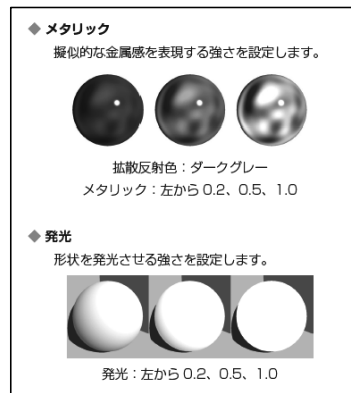 ◆ メタリック
擬似的な金属感を表現する強さを設定します。
拡散反射色：ダークグレー
メタリック：左から 0.2、0.5、1.0
◆ 発光
形状を発光させる強さを設定します。
発光：左から 0.2、0.5、1.0